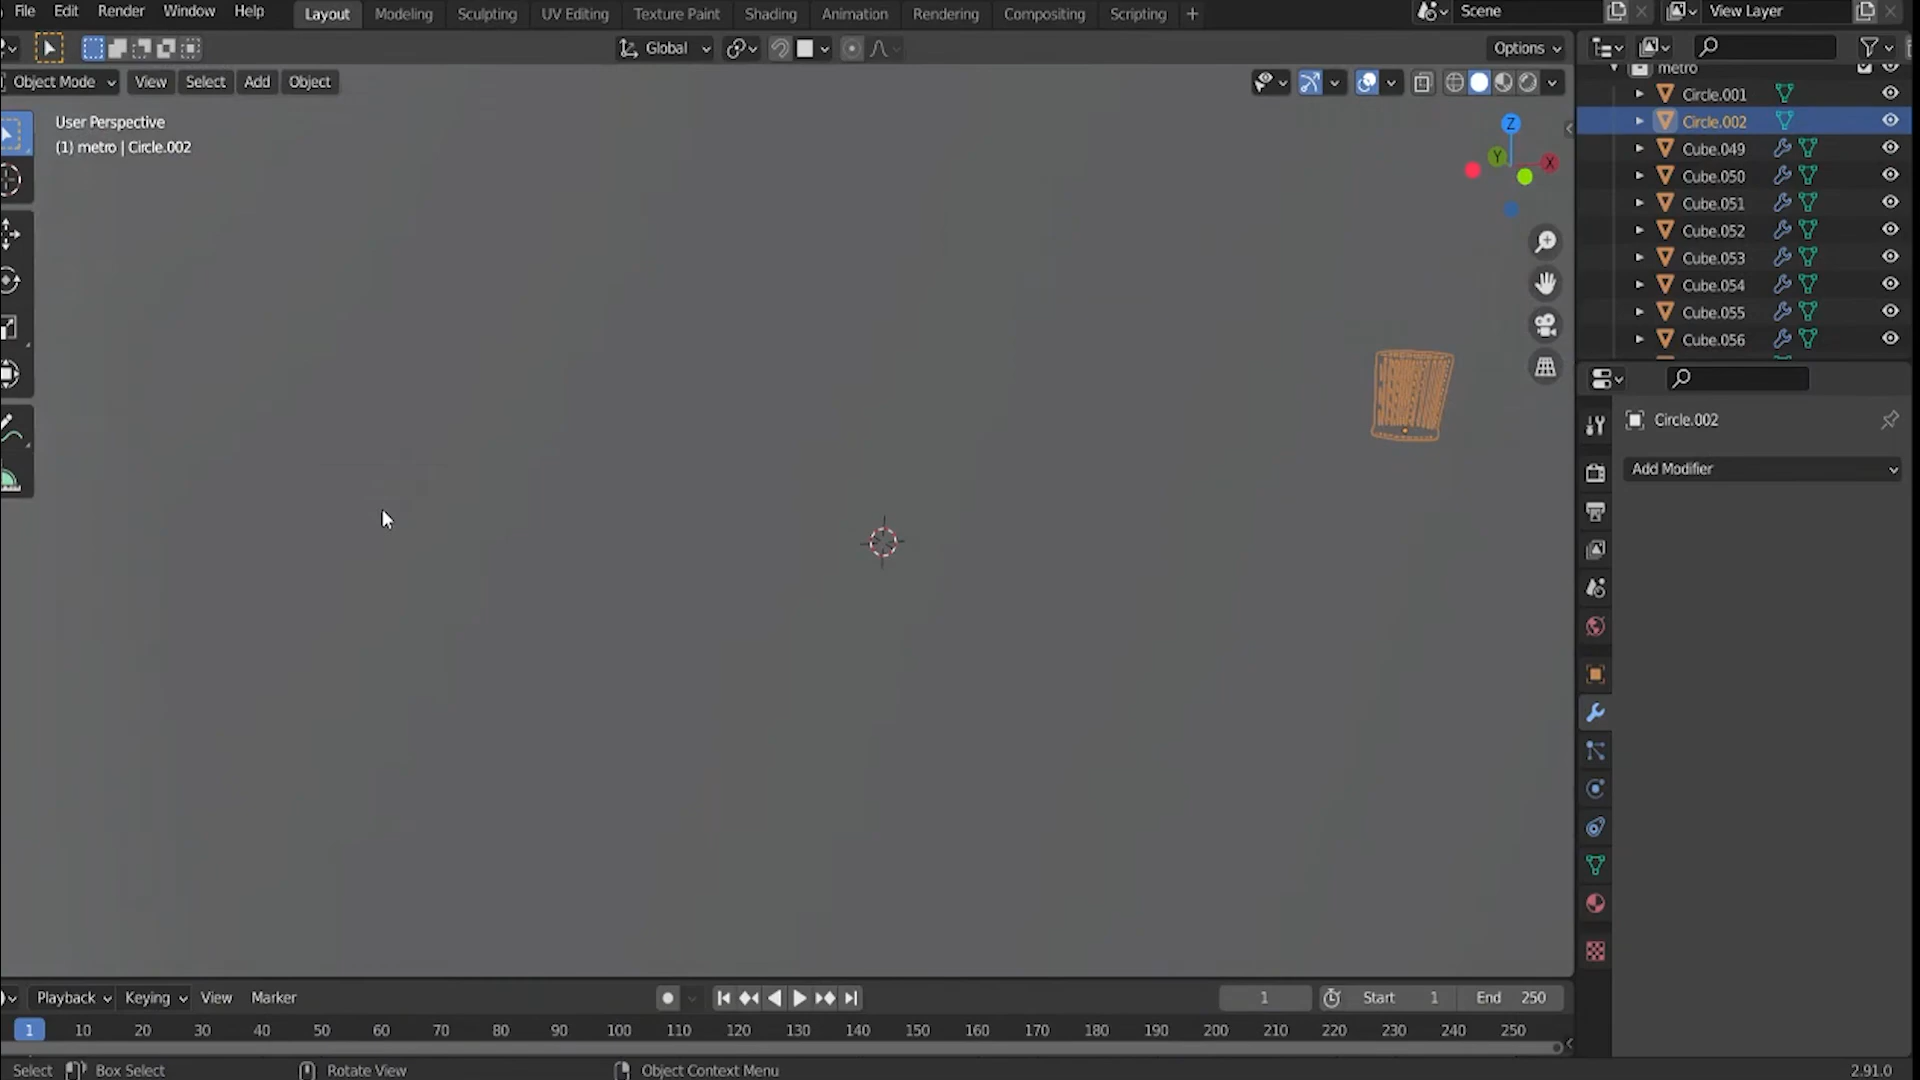 File Edit Render Window Help Layout Modeling Sculpting UV Editing Texture Paint Shading Animation Rendering Compositing Scripting + Scene View Layer
Global Options
Object Mode View Select Add Object
User Perspective
(1) metro | Circle.002
Z
Y
X
metro
Circle.001
Circle.002
Cube.049
Cube.050
Cube.051
Cube.052
Cube.053
Cube.054
Cube.055
Cube.056
Circle.002
Add Modifier
Playback Keying View Marker 1 Start 1 End 250
1 10 20 30 40 50 60 70 80 90 100 110 120 130 140 150 160 170 180 190 200 210 220 230 240 250
Select Box Select Rotate View Object Context Menu 2.91.0